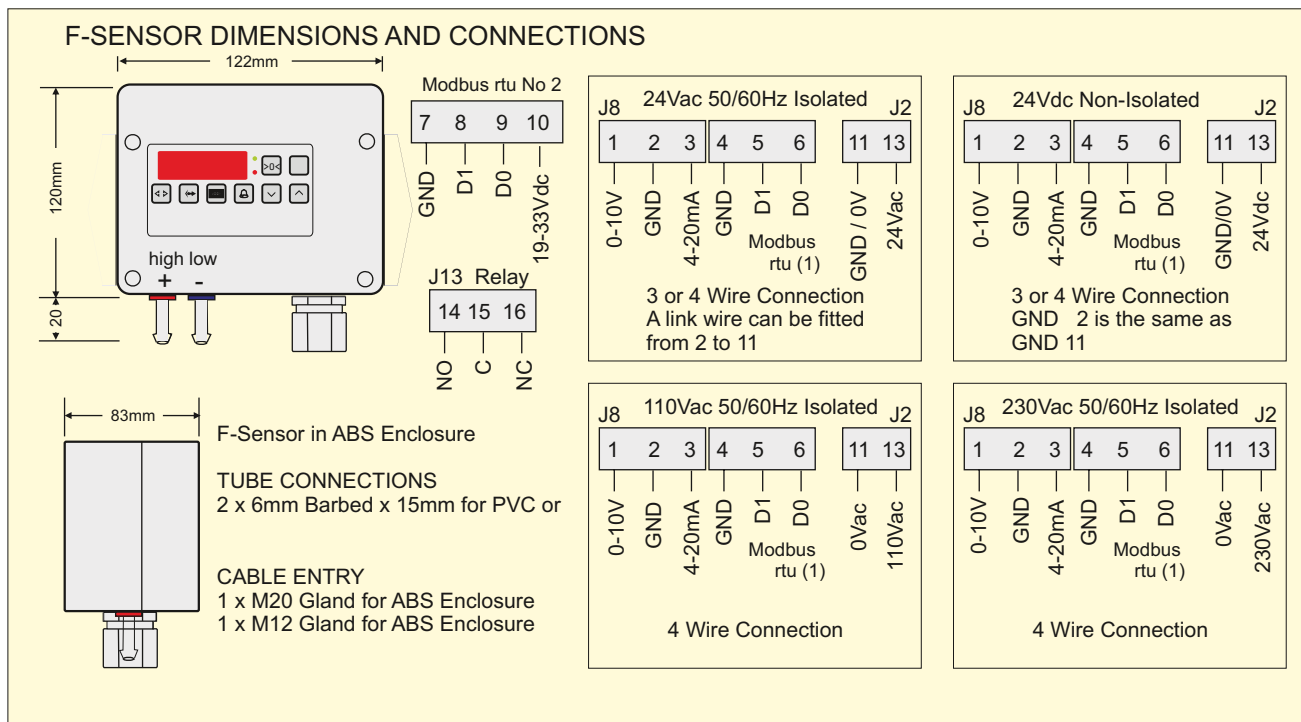 F-SENSOR DIMENSIONS AND CONNECTIONS
122mm
120mm
20
>0<
< >
high low
+ -
Modbus rtu No 2
7 8 9 10
GND D1 D0 19-33Vdc
J13 Relay
14 15 16
NO C NC
83mm
F-Sensor in ABS Enclosure
TUBE CONNECTIONS
2 x 6mm Barbed x 15mm for PVC or
CABLE ENTRY
1 x M20 Gland for ABS Enclosure
1 x M12 Gland for ABS Enclosure
24Vac 50/60Hz Isolated
J8 J2
1 2 3 4 5 6 11 13
0-10V GND 4-20mA GND D1 D0 GND / 0V 24Vac
Modbus
rtu (1)
3 or 4 Wire Connection
A link wire can be fitted
from 2 to 11
24Vdc Non-Isolated
J8 J2
1 2 3 4 5 6 11 13
0-10V GND 4-20mA GND D1 D0 GND/0V 24Vdc
Modbus
rtu (1)
3 or 4 Wire Connection
GND 2 is the same as
GND 11
110Vac 50/60Hz Isolated
J8 J2
1 2 3 4 5 6 11 13
0-10V GND 4-20mA GND D1 D0 0Vac 110Vac
Modbus
rtu (1)
4 Wire Connection
230Vac 50/60Hz Isolated
J8 J2
1 2 3 4 5 6 11 13
0-10V GND 4-20mA GND D1 D0 0Vac 230Vac
Modbus
rtu (1)
4 Wire Connection